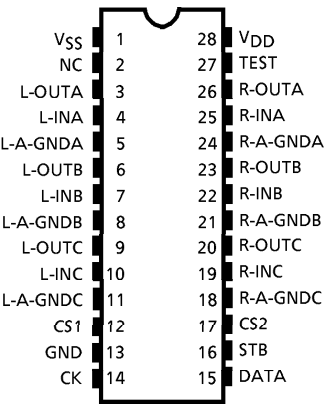 VSS 1 28 VDD
NC 2 27 TEST
L-OUTA 3 26 R-OUTA
L-INA 4 25 R-INA
L-A-GNDA 5 24 R-A-GNDA
L-OUTB 6 23 R-OUTB
L-INB 7 22 R-INB
L-A-GNDB 8 21 R-A-GNDB
L-OUTC 9 20 R-OUTC
L-INC 10 19 R-INC
L-A-GNDC 11 18 R-A-GNDC
CS1 12 17 CS2
GND 13 16 STB
CK 14 15 DATA